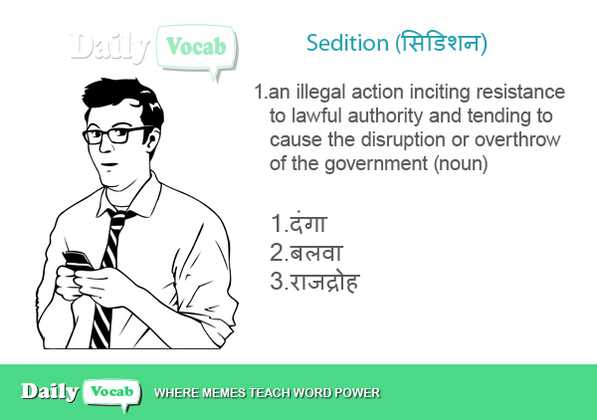 Daily Vocab
Sedition (सिडिशन)
1.an illegal action inciting resistance
to lawful authority and tending to
cause the disruption or overthrow
of the government (noun)
1.दंगा
2.बलवा
3.राजद्रोह
Daily Vocab WHERE MEMES TEACH WORD POWER